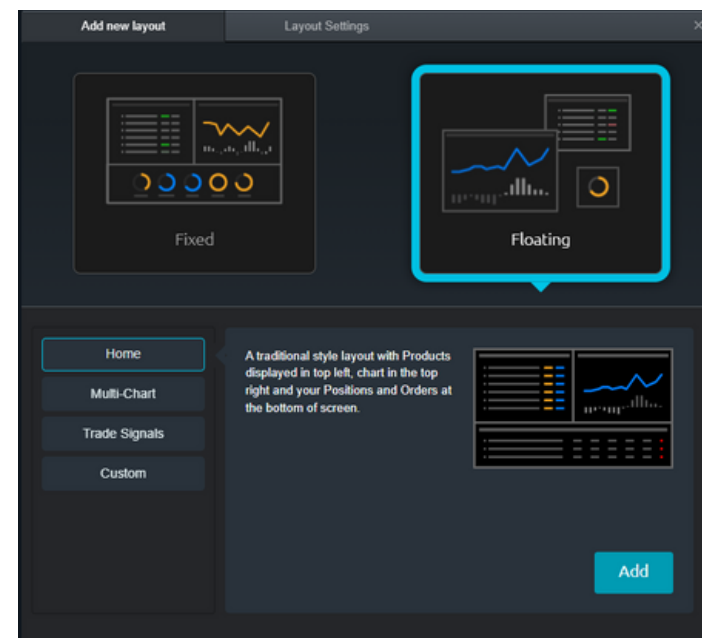 Add new layout
Layout Settings
Fixed
Floating
Home
Multi-Chart
Trade Signals
Custom
A traditional style layout with Products
displayed in top left, chart in the top
right and your Positions and Orders at
the bottom of screen.
Add